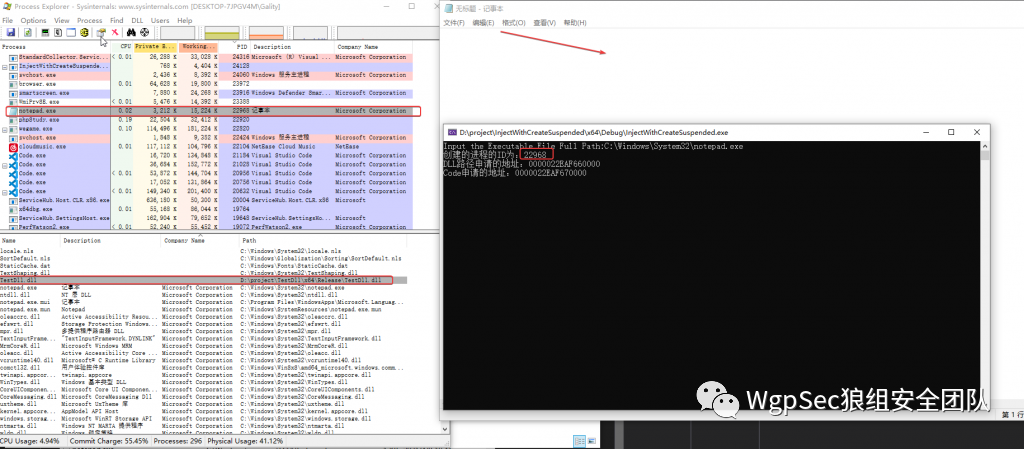 Process Explorer - Sysinternals: www.sysinternals.com [DESKTOP-7JPGV4M\Gality]
File Options View Process Find DLL Users Help
Process CPU Private B... Working... PID Description Company Name
StandardCollector.Servic... < 0.01 26,288 K 33,028 K 24316 Microsoft (R) Visual ... Microsoft Corporation
InjectWithCreateSuspende... 768 K 4,404 K 24128
svchost.exe 2,436 K 8,392 K 24060 Windows 服务主进程 Microsoft Corporation
browser.exe < 0.01 64,628 K 19,800 K 23972
smartscreen.exe 7,880 K 24,268 K 23916 Windows Defender Smar... Microsoft Corporation
WmiPrvSE.exe < 0.01 5,476 K 14,392 K 23388
notepad.exe 0.02 3,212 K 15,224 K 22968 记事本 Microsoft Corporation
phpStudy.exe 0.19 22,504 K 32,412 K 22920
wegame.exe 0.10 114,496 K 181,224 K 22820
svchost.exe 1,548 K 9,332 K 22424 Windows 服务主进程 Microsoft Corporation
cloudmusic.exe < 0.01 117,112 K 104,796 K 22104 NetEase Cloud Music NetEase
Code.exe 16,720 K 134,848 K 21154 Visual Studio Code Microsoft Corporation
Code.exe < 0.01 36,664 K 152,772 K 21028 Visual Studio Code Microsoft Corporation
Code.exe < 0.01 53,872 K 144,704 K 20956 Visual Studio Code Microsoft Corporation
Code.exe 17,052 K 131,864 K 20756 Visual Studio Code Microsoft Corporation
Code.exe < 0.01 149,340 K 201,400 K 20632 Visual Studio Code Microsoft Corporation
ServiceHub.Host.CLR.x86.exe 636,180 K 50,200 K 20004 ServiceHub.Host.CLR.x86 Microsoft
x64dbg.exe 0.01 55,168 K 86,044 K 19764
ServiceHub.SettingsHost.exe 162,904 K 79,652 K 19648 ServiceHub.SettingsHo... Microsoft
PerfWatson2.exe 52,240 K 55,452 K 19072 PerfWatson2.exe Microsoft Corporation
Name Description Company Name Path
locale.nls C:\Windows\System32\locale.nls
SortDefault.nls C:\Windows\Globalization\Sorting\SortDefault.nls
StaticCache.dat C:\Windows\Fonts\StaticCache.dat
TextShaping.dll C:\Windows\System32\TextShaping.dll
TestDll.dll D:\project\TestDll\x64\Release\TestDll.dll
notepad.exe 记事本 Microsoft Corporation C:\Windows\System32\notepad.exe
ntdll.dll NT 层 DLL Microsoft Corporation C:\Windows\System32\ntdll.dll
notepad.exe.mui 记事本 Microsoft Corporation C:\Program Files\WindowsApps\Microsoft.Languag...
notepad.exe.mun Notepad Microsoft Corporation C:\Windows\SystemResources\notepad.exe.mun
oleaccrc.dll Active Accessibility Resou... Microsoft Corporation C:\Windows\System32\oleaccrc.dll
efswrt.dll Storage Protection Windows... Microsoft Corporation C:\Windows\System32\efswrt.dll
mpr.dll 多提供程序路由器 DLL Microsoft Corporation C:\Windows\System32\mpr.dll
TextInputFrame... "TextInputFramework.DYNLINK" Microsoft Corporation C:\Windows\System32\TextInputFramework.dll
MrmCoreR.dll Microsoft Windows MRM Microsoft Corporation C:\Windows\System32\MrmCoreR.dll
oleacc.dll Active Accessibility Core ... Microsoft Corporation C:\Windows\System32\oleacc.dll
vcruntime140.dll Microsoft® C Runtime Library Microsoft Corporation C:\Windows\System32\vcruntime140.dll
comctl32.dll 用户体验控件库 Microsoft Corporation C:\Windows\WinSxS\amd64_microsoft.windows.comm...
twinapi.appcor... twinapi.appcore Microsoft Corporation C:\Windows\System32\twinapi.appcore.dll
WinTypes.dll Windows 基本类型 DLL Microsoft Corporation C:\Windows\System32\WinTypes.dll
CoreUIComponen... Microsoft Core UI Componen... Microsoft Corporation C:\Windows\System32\CoreUIComponents.dll
CoreMessaging.dll Microsoft CoreMessaging Dll Microsoft Corporation C:\Windows\System32\CoreMessaging.dll
uxtheme.dll Microsoft UxTheme 库 Microsoft Corporation C:\Windows\System32\uxtheme.dll
kernel.appcore... AppModel API Host Microsoft Corporation C:\Windows\System32\kernel.appcore.dll
windows.storag... Microsoft WinRT Storage API Microsoft Corporation C:\Windows\System32\windows.storage.dll
ntmarta.dll Windows NT MARTA 提供程序 Microsoft Corporation C:\Windows\System32\ntmarta.dll
CPU Usage: 4.94% Commit Charge: 55.45% Processes: 296 Physical Usage: 41.12%
无标题 - 记事本
文件(F) 编辑(E) 格式(O) 查看(V) 帮助(H)
D:\project\InjectWithCreateSuspended\x64\Debug\InjectWithCreateSuspended.exe
Input the Executable File Full Path:C:\Windows\System32\notepad.exe
创建的进程的ID为: 22968
DLL路径申请的地址: 0000022EAF660000
Code申请的地址: 0000022EAF670000
第 1 行
WgpSec狼组安全团队